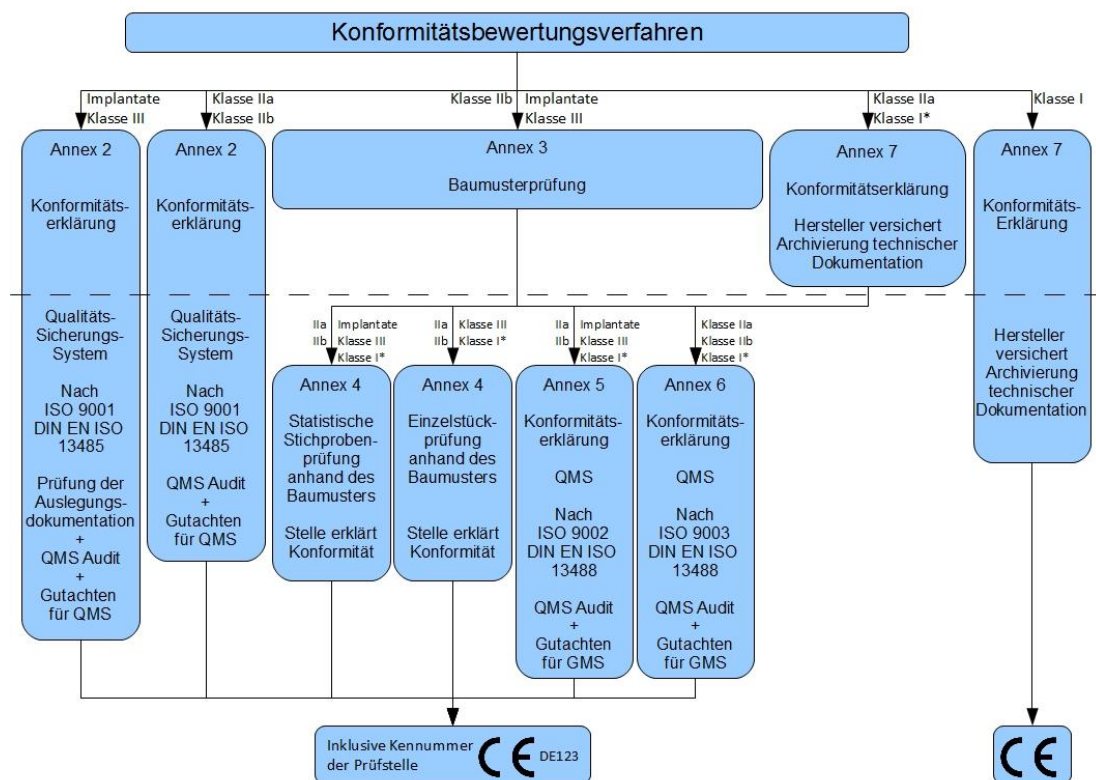 Konformitätsbewertungsverfahren
Implantate
Klasse III
Klasse IIa
Klasse IIb
Klasse IIb
Implantate
Klasse III
Klasse IIa
Klasse I*
Klasse I
Annex 2
Konformitäts-
erklärung
Qualitäts-
Sicherungs-
System
Nach
ISO 9001
DIN EN ISO
13485
Prüfung der
Auslegungs-
dokumentation
+
QMS Audit
+
Gutachten
für QMS
Annex 2
Konformitäts-
erklärung
Qualitäts-
Sicherungs-
System
Nach
ISO 9001
DIN EN ISO
13485
QMS Audit
+
Gutachten
für QMS
Annex 3
Baumusterprüfung
Annex 7
Konformitätserklärung
Hersteller versichert
Archivierung technischer
Dokumentation
Annex 7
Konformitäts-
Erklärung
Hersteller
versichert
Archivierung
technischer
Dokumentation
IIa
IIb
Implantate
Klasse III
Klasse I*
Annex 4
Statistische
Stichproben-
prüfung
anhand des
Baumusters
Stelle erklärt
Konformität
IIa
IIb
Klasse III
Klasse I*
Annex 4
Einzelstück-
prüfung
anhand des
Baumusters
Stelle erklärt
Konformität
IIa
IIb
Implantate
Klasse III
Klasse I*
Annex 5
Konformitäts-
erklärung
QMS
Nach
ISO 9002
DIN EN ISO
13488
QMS Audit
+
Gutachten
für GMS
Klasse IIa
Klasse IIb
Klasse I*
Annex 6
Konformitäts-
erklärung
QMS
Nach
ISO 9003
DIN EN ISO
13488
QMS Audit
+
Gutachten
für GMS
Inklusive Kennummer
der Prüfstelle
CE DE123
CE